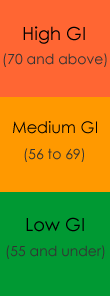 High GI
(70 and above)
Medium GI
(56 to 69)
Low GI
(55 and under)